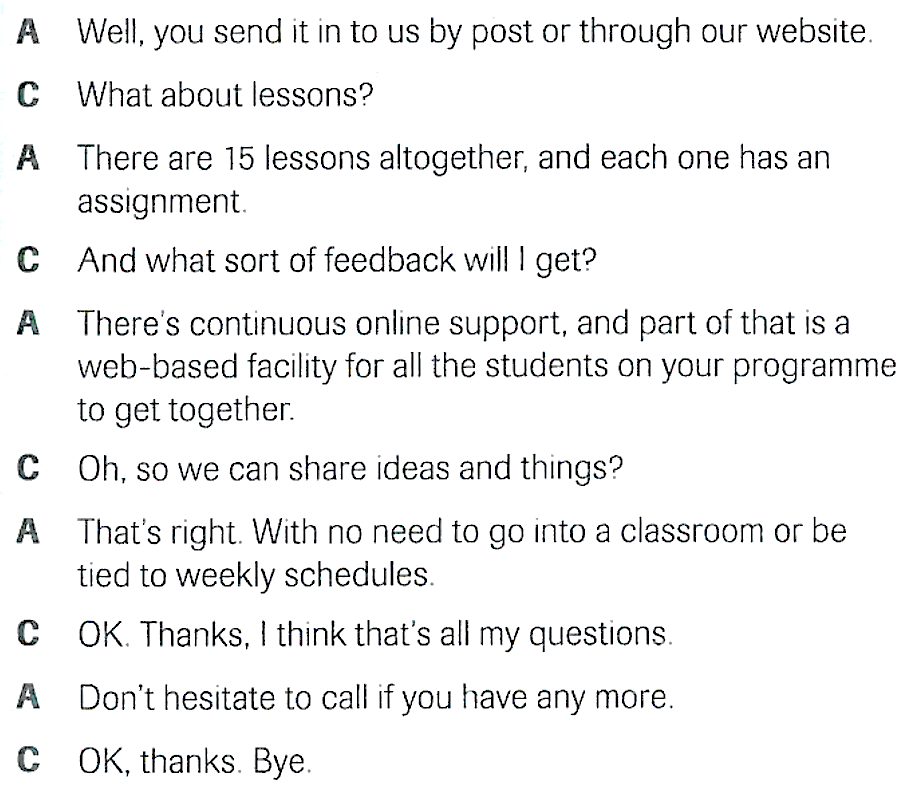 A Well, you send it in to us by post or through our website.
C What about lessons?
A There are 15 lessons altogether, and each one has an
assignment.
C And what sort of feedback will I get?
A There's continuous online support, and part of that is a
web-based facility for all the students on your programme
to get together.
C Oh, so we can share ideas and things?
A That's right. With no need to go into a classroom or be
tied to weekly schedules.
C OK. Thanks, I think that's all my questions.
A Don't hesitate to call if you have any more.
C OK, thanks. Bye.